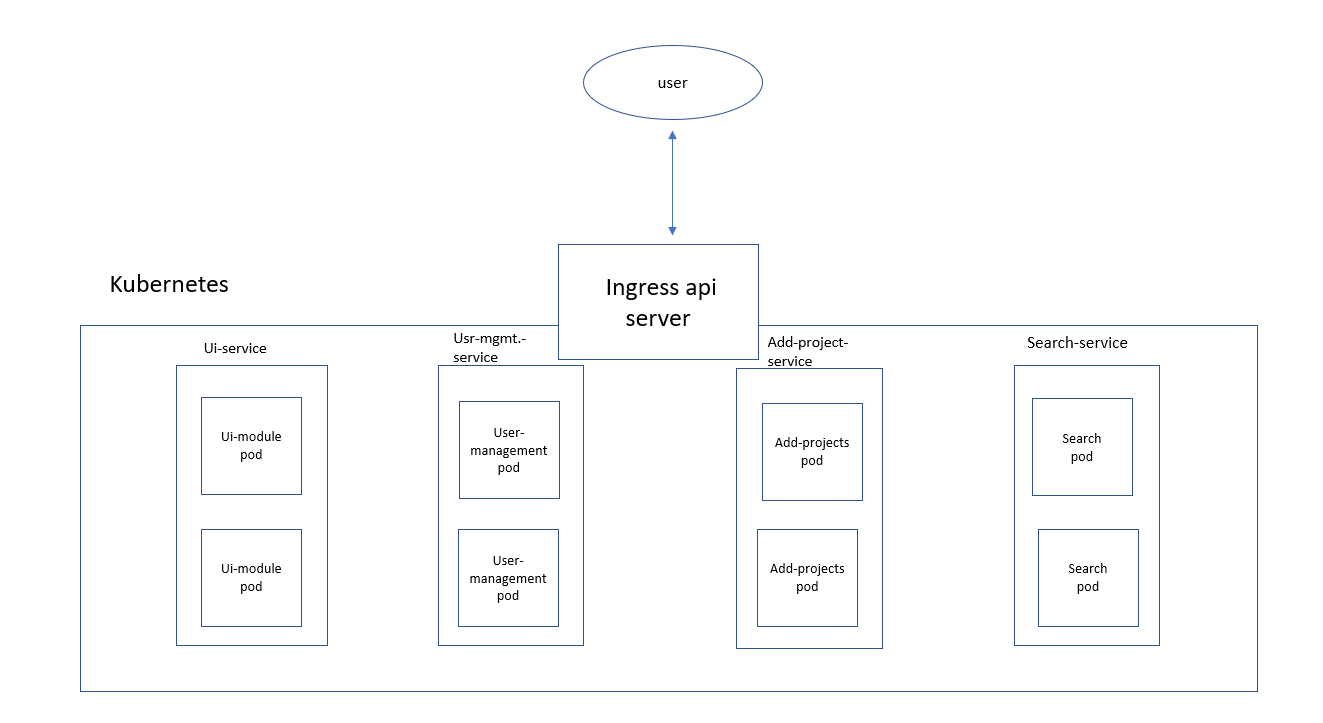 user
Ingress api
server
Kubernetes
Ui-service
Usr-mgmt.-
service
Add-project-
service
Search-service
Ui-module
pod
User-
management
pod
Add-projects
pod
Search
pod
Ui-module
pod
User-
management
pod
Add-projects
pod
Search
pod